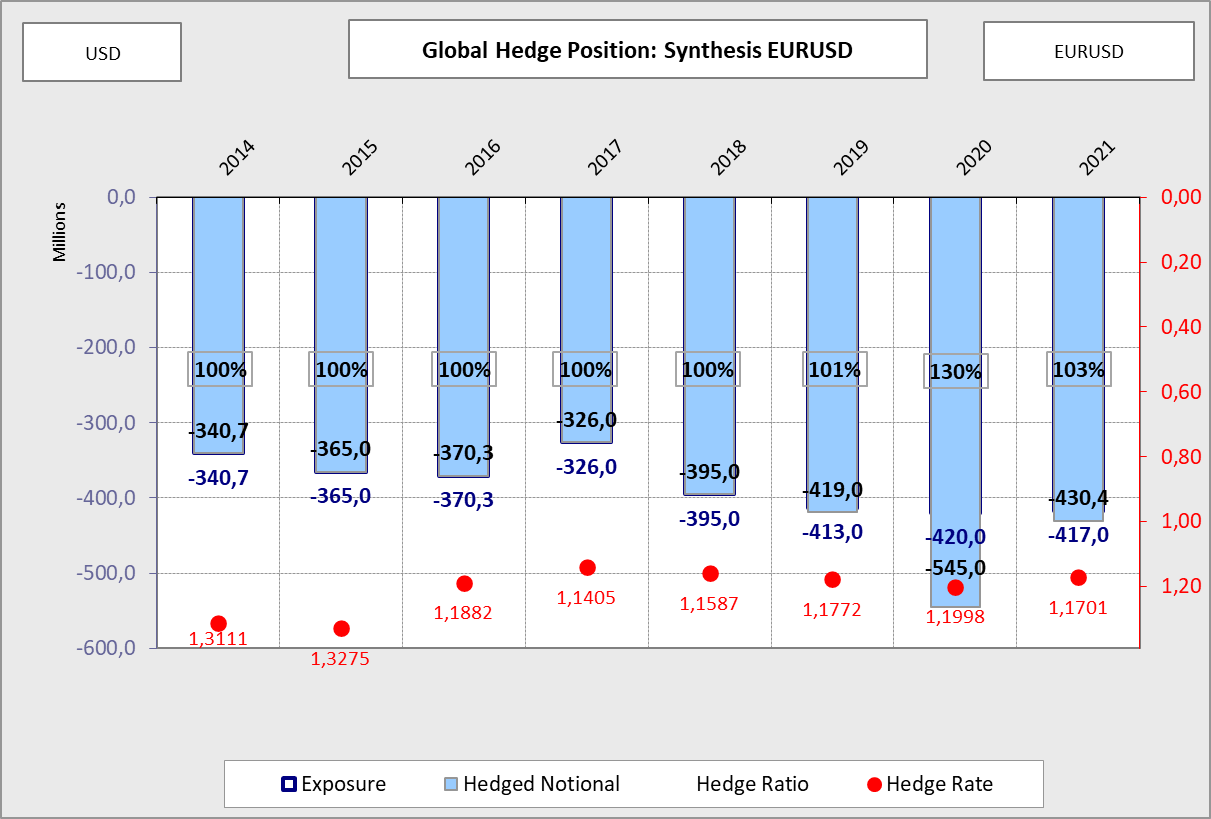 USD
Global Hedge Position: Synthesis EURUSD
EURUSD
2014 2015 2016 2017 2018 2019 2020 2021
Millions
0,0 0,00
0,20
-100,0
0,40
-200,0
100% 100% 100% 100% 100% 101% 130% 103%
0,60
-300,0
-340,7 -365,0 -370,3 -326,0 -395,0 -419,0 -545,0 -430,4
0,80
-340,7 -365,0 -370,3 -326,0 -395,0 -413,0 -420,0 -417,0
-400,0
1,00
-500,0
1,20
1,3111 1,3275 1,1882 1,1405 1,1587 1,1772 1,1998 1,1701
-600,0
Exposure Hedged Notional Hedge Ratio Hedge Rate